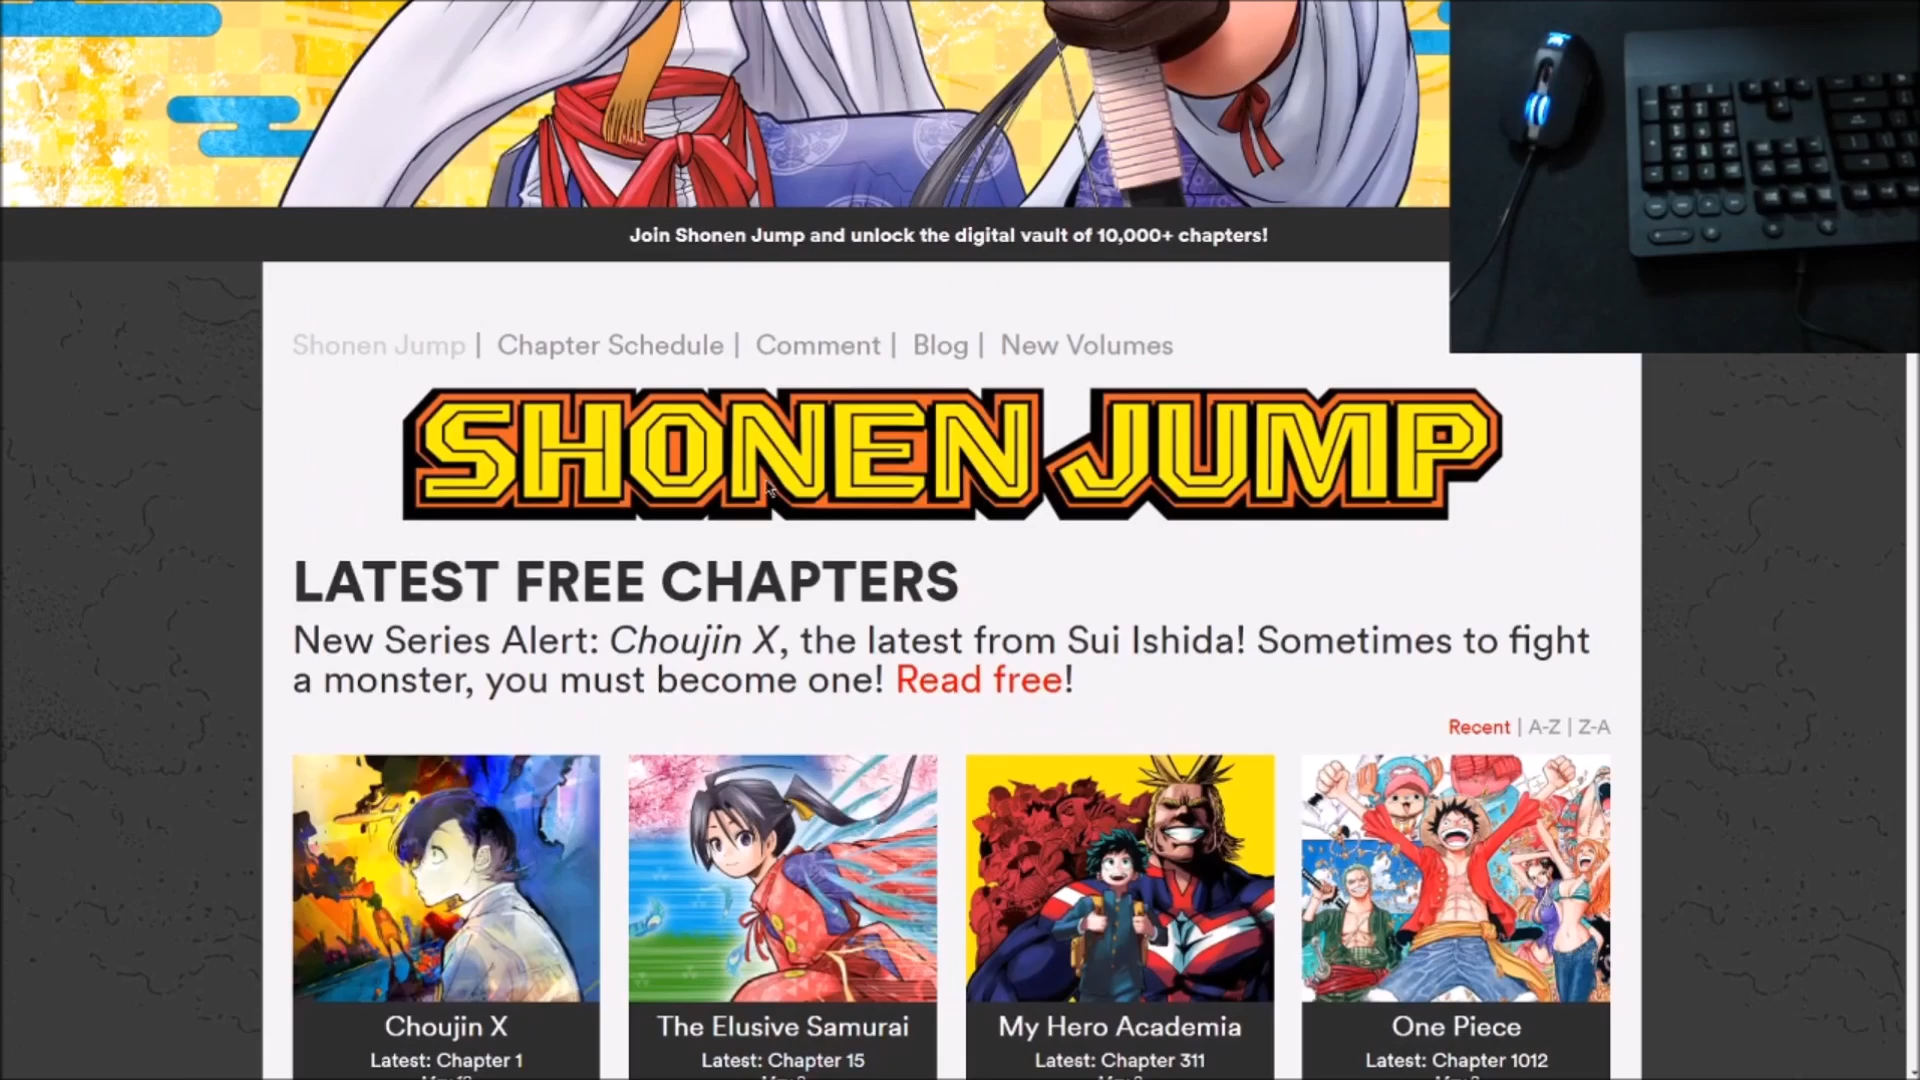 Join Shonen Jump and unlock the digital vault of 10,000+ chapters!
Shonen Jump | Chapter Schedule | Comment | Blog | New Volumes
SHONEN JUMP
LATEST FREE CHAPTERS
New Series Alert: Choujin X, the latest from Sui Ishida! Sometimes to fight
a monster, you must become one! Read free!
Recent | A-Z | Z-A
Choujin X
Latest: Chapter 1
The Elusive Samurai
Latest: Chapter 15
My Hero Academia
Latest: Chapter 311
One Piece
Latest: Chapter 1012